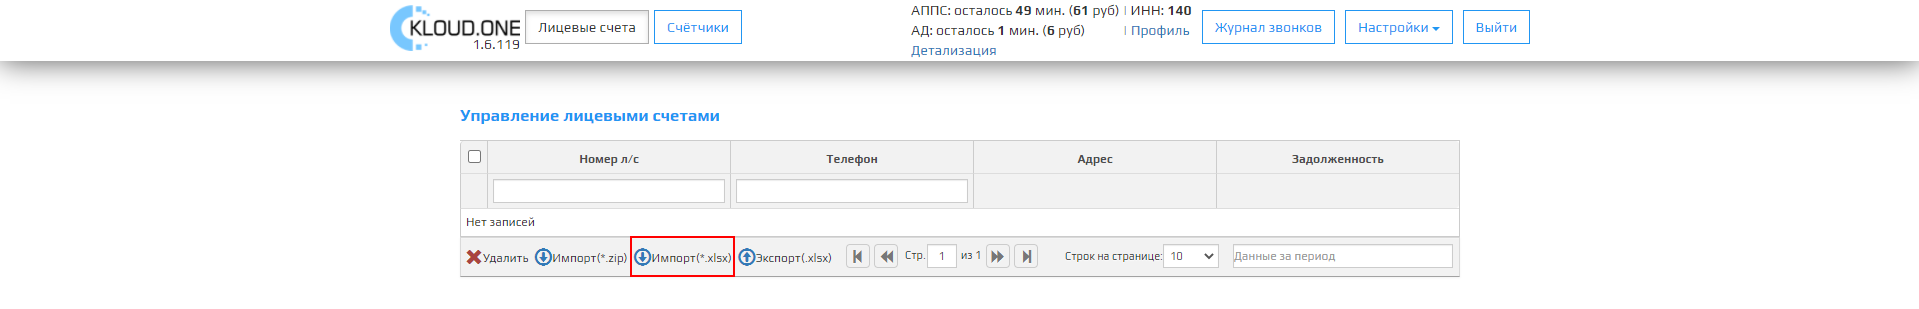 KLOUD.ONE
1.6.119
Лицевые счета
Счётчики
АППС: осталось 49 мин. (61 руб) | ИНН: 140
АД: осталось 1 мин. (6 руб) | Профиль
Детализация
Журнал звонков
Настройки
Выйти
Управление лицевыми счетами
Номер л/с Телефон Адрес Задолженность
Нет записей
Удалить Импорт(*.zip) Импорт(*.xlsx) Экспорт(.xlsx) Стр. 1 из 1 Строк на странице: 10 Данные за период